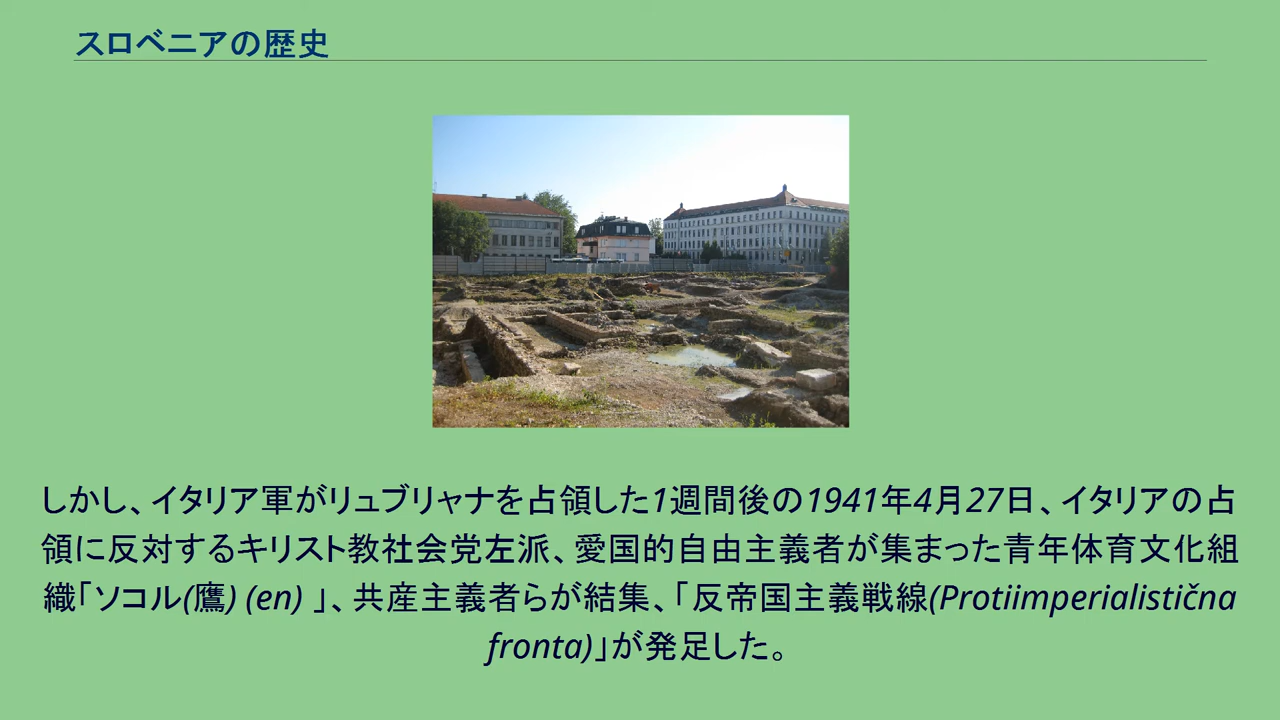 スロベニアの歴史
しかし、イタリア軍がリュブリャナを占領した1週間後の1941年4月27日、イタリアの占
領に反対するキリスト教社会党左派、愛国的自由主義者が集まった青年体育文化組
織「ソコル(鷹) (en) 」、共産主義者らが結集、「反帝国主義戦線(Protiimperialistična
fronta)」が発足した。